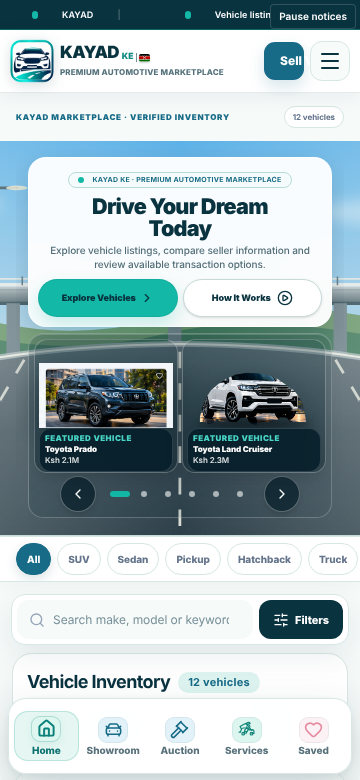 KAYAD
Vehicle listin
Pause notices
KAYAD KE
PREMIUM AUTOMOTIVE MARKETPLACE
Sell
KAYAD MARKETPLACE · VERIFIED INVENTORY
12 vehicles
KAYAD KE · PREMIUM AUTOMOTIVE MARKETPLACE
Drive Your Dream
Today
Explore vehicle listings, compare seller information and
review available transaction options.
Explore Vehicles
How It Works
FEATURED VEHICLE
Toyota Prado
Ksh 2.1M
FEATURED VEHICLE
Toyota Land Cruiser
Ksh 2.3M
All
SUV
Sedan
Pickup
Hatchback
Truck
Search make, model or keyword
Filters
Vehicle Inventory
12 vehicles
Home
Showroom
Auction
Services
Saved